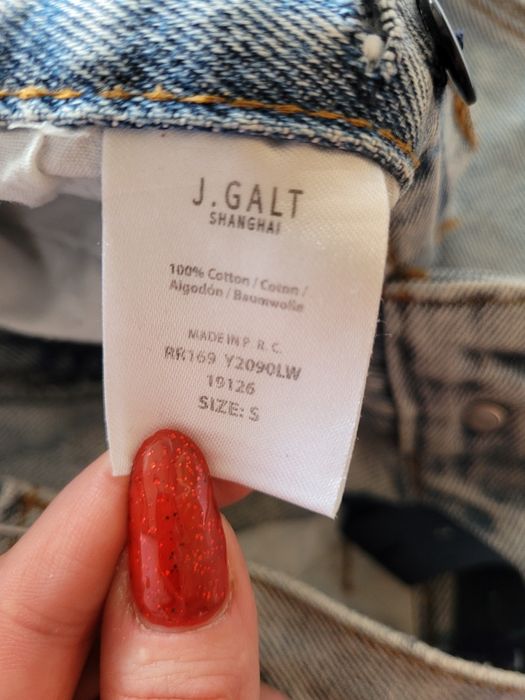 J.GALT
SHANGHAI
100% Cotton / Coton /
Algodón / Baumwolle
MADE IN P. R. C.
RR169 Y2090LW
19126
SIZE: S